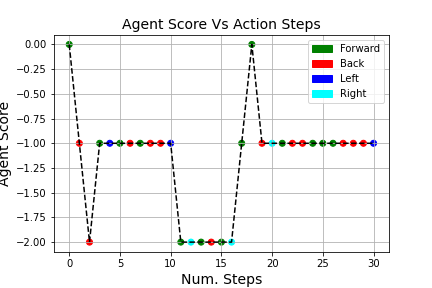 Agent Score Vs Action Steps
Agent Score
0.00
−0.25
−0.50
−0.75
−1.00
−1.25
−1.50
−1.75
−2.00
Forward
Back
Left
Right
0 5 10 15 20 25 30
Num. Steps